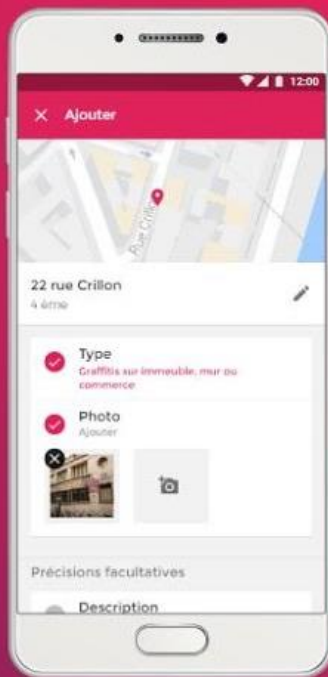 12:00
Ajouter
Rue Crillon
22 rue Crillon
4 ème
Type
Graffitis sur immeuble, mur ou
commerce
Photo
Ajouter
Précisions facultatives
Description